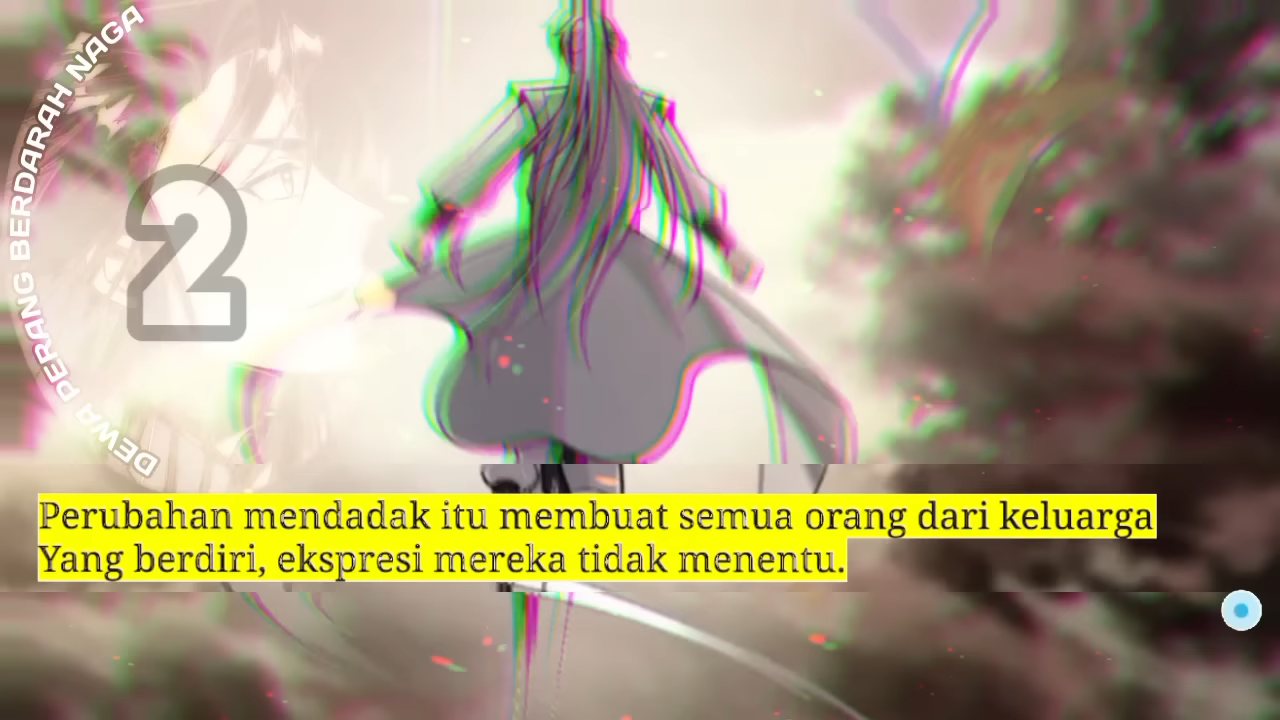 DEWA PERANG BERDARAH NAGA
2
Perubahan mendadak itu membuat semua orang dari keluarga
Yang berdiri, ekspresi mereka tidak menentu.